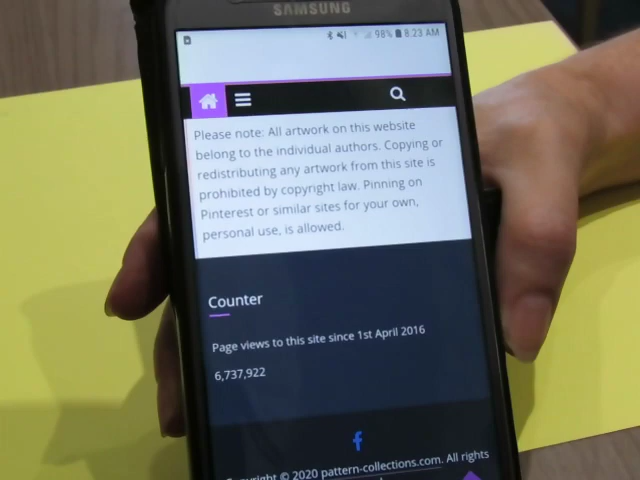 SAMSUNG
98% 8:23 AM
Please note: All artwork on this website
belong to the individual authors. Copying or
redistributing any artwork from this site is
prohibited by copyright law. Pinning on
Pinterest or similar sites for your own,
personal use, is allowed.
Counter
Page views to this site since 1st April 2016
6,737,922
f
Copyright © 2020 pattern-collections.com. All rights